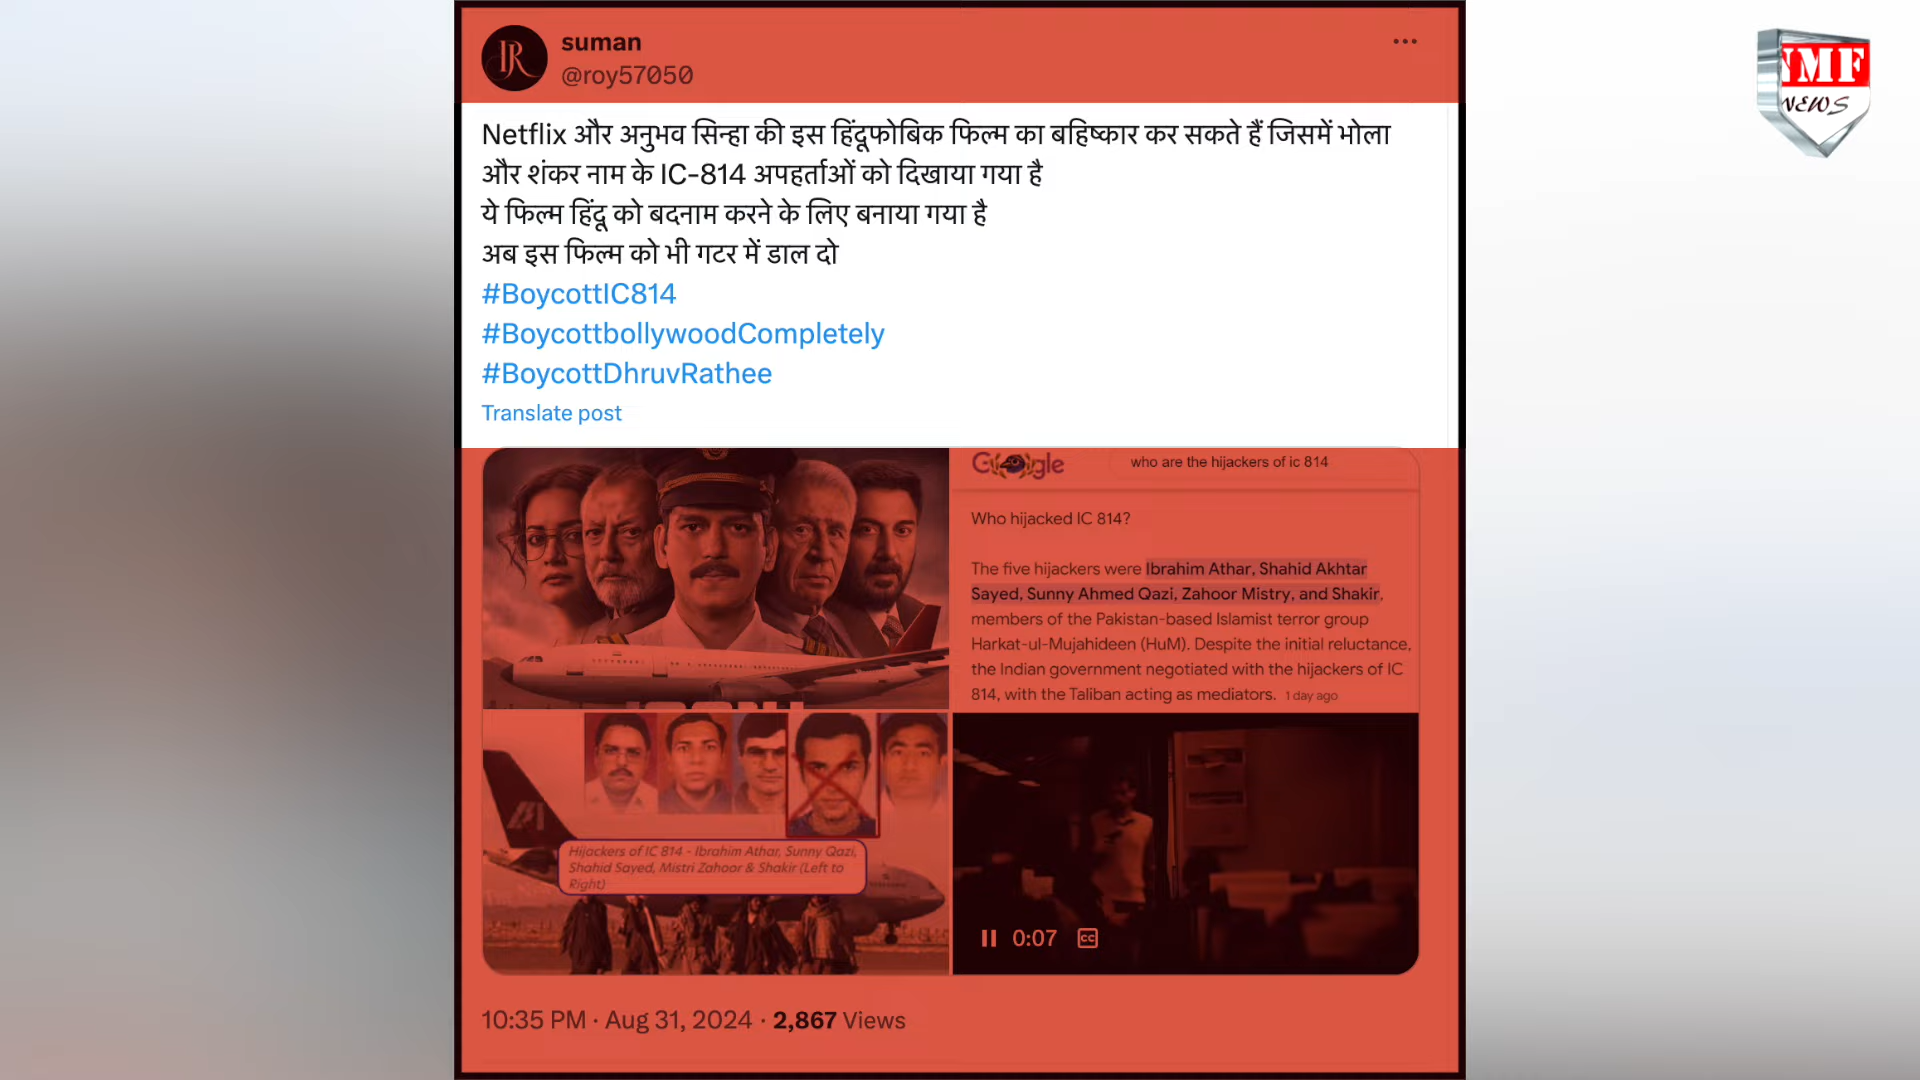 suman
@roy57050
NMF
NEWS
Netflix और अनुभव सिन्हा की इस हिंदूफोबिक फिल्म का बहिष्कार कर सकते हैं जिसमें भोला
और शंकर नाम के IC-814 अपहर्ताओं को दिखाया गया है
ये फिल्म हिंदू को बदनाम करने के लिए बनाया गया है
अब इस फिल्म को भी गटर में डाल दो
#BoycottIC814
#BoycottbollywoodCompletely
#BoycottDhruvRathee
Translate post
Google
who are the hijackers of ic 814
Who hijacked IC 814?
The five hijackers were Ibrahim Athar, Shahid Akhtar
Sayed, Sunny Ahmed Qazi, Zahoor Mistry, and Shakir,
members of the Pakistan-based Islamist terror group
Harkat-ul-Mujahideen (HuM). Despite the initial reluctance,
the Indian government negotiated with the hijackers of IC
814, with the Taliban acting as mediators. 1 day ago
Hijackers of IC 814 - Ibrahim Athar, Sunny Qazi,
Shahid Sayed, Mistri Zahoor & Shakir (Left to
Right)
0:07 CC
10:35 PM · Aug 31, 2024 · 2,867 Views